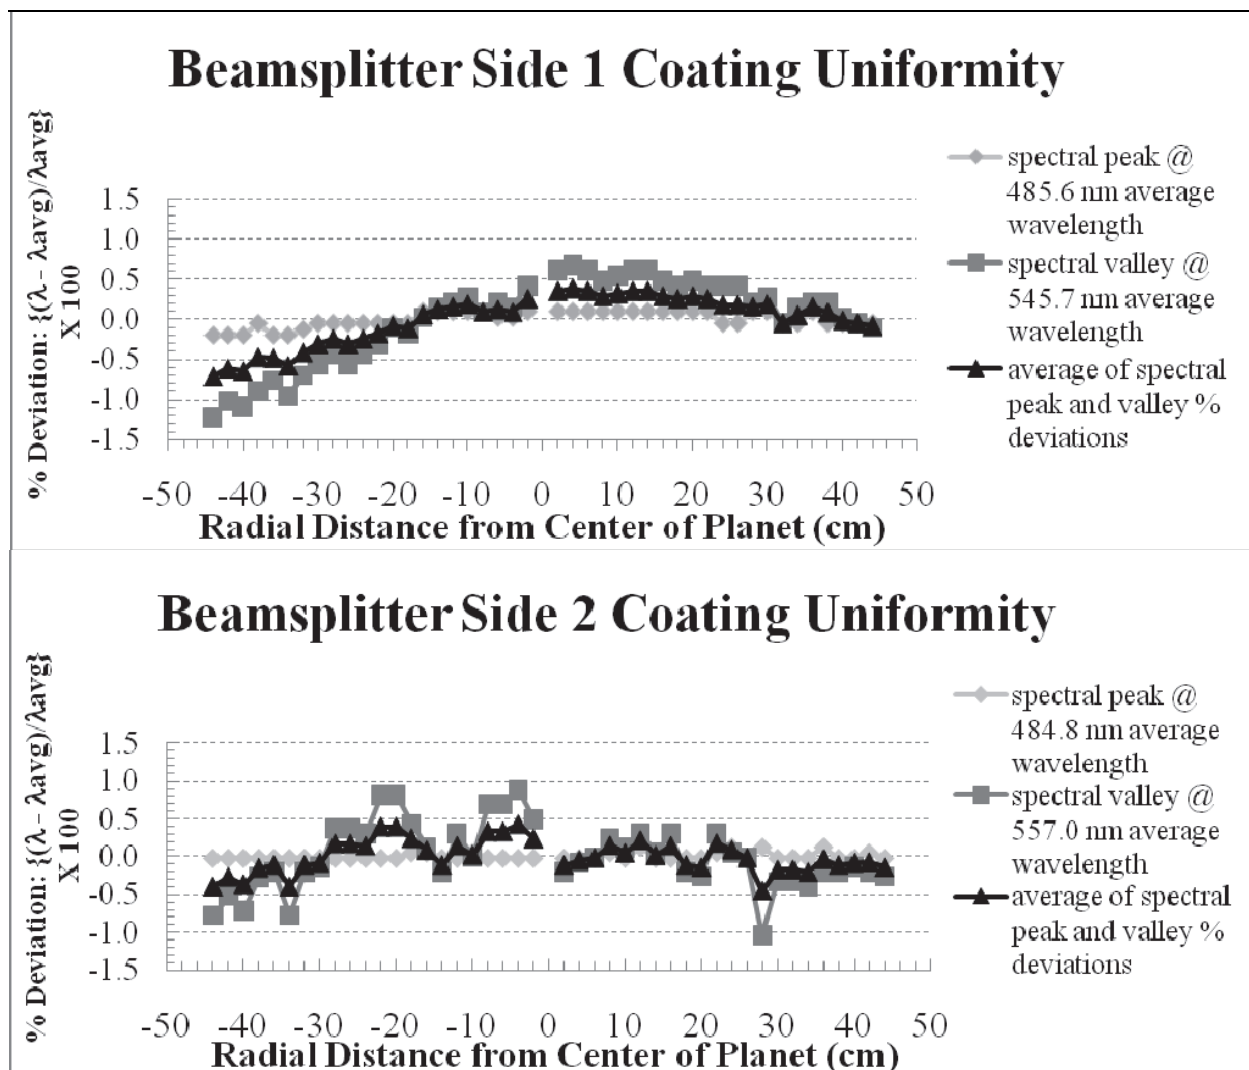 Beamsplitter Side 1 Coating Uniformity
% Deviation: {(λ - λavg)/λavg}
X 100
1.5
1.0
0.5
0.0
-0.5
-1.0
-1.5
-50 -40 -30 -20 -10 0 10 20 30 40 50
Radial Distance from Center of Planet (cm)
spectral peak @
485.6 nm average
wavelength
spectral valley @
545.7 nm average
wavelength
average of spectral
peak and valley %
deviations
Beamsplitter Side 2 Coating Uniformity
% Deviation: {(λ - λavg)/λavg}
X 100
1.5
1.0
0.5
0.0
-0.5
-1.0
-1.5
-50 -40 -30 -20 -10 0 10 20 30 40 50
Radial Distance from Center of Planet (cm)
spectral peak @
484.8 nm average
wavelength
spectral valley @
557.0 nm average
wavelength
average of spectral
peak and valley %
deviations